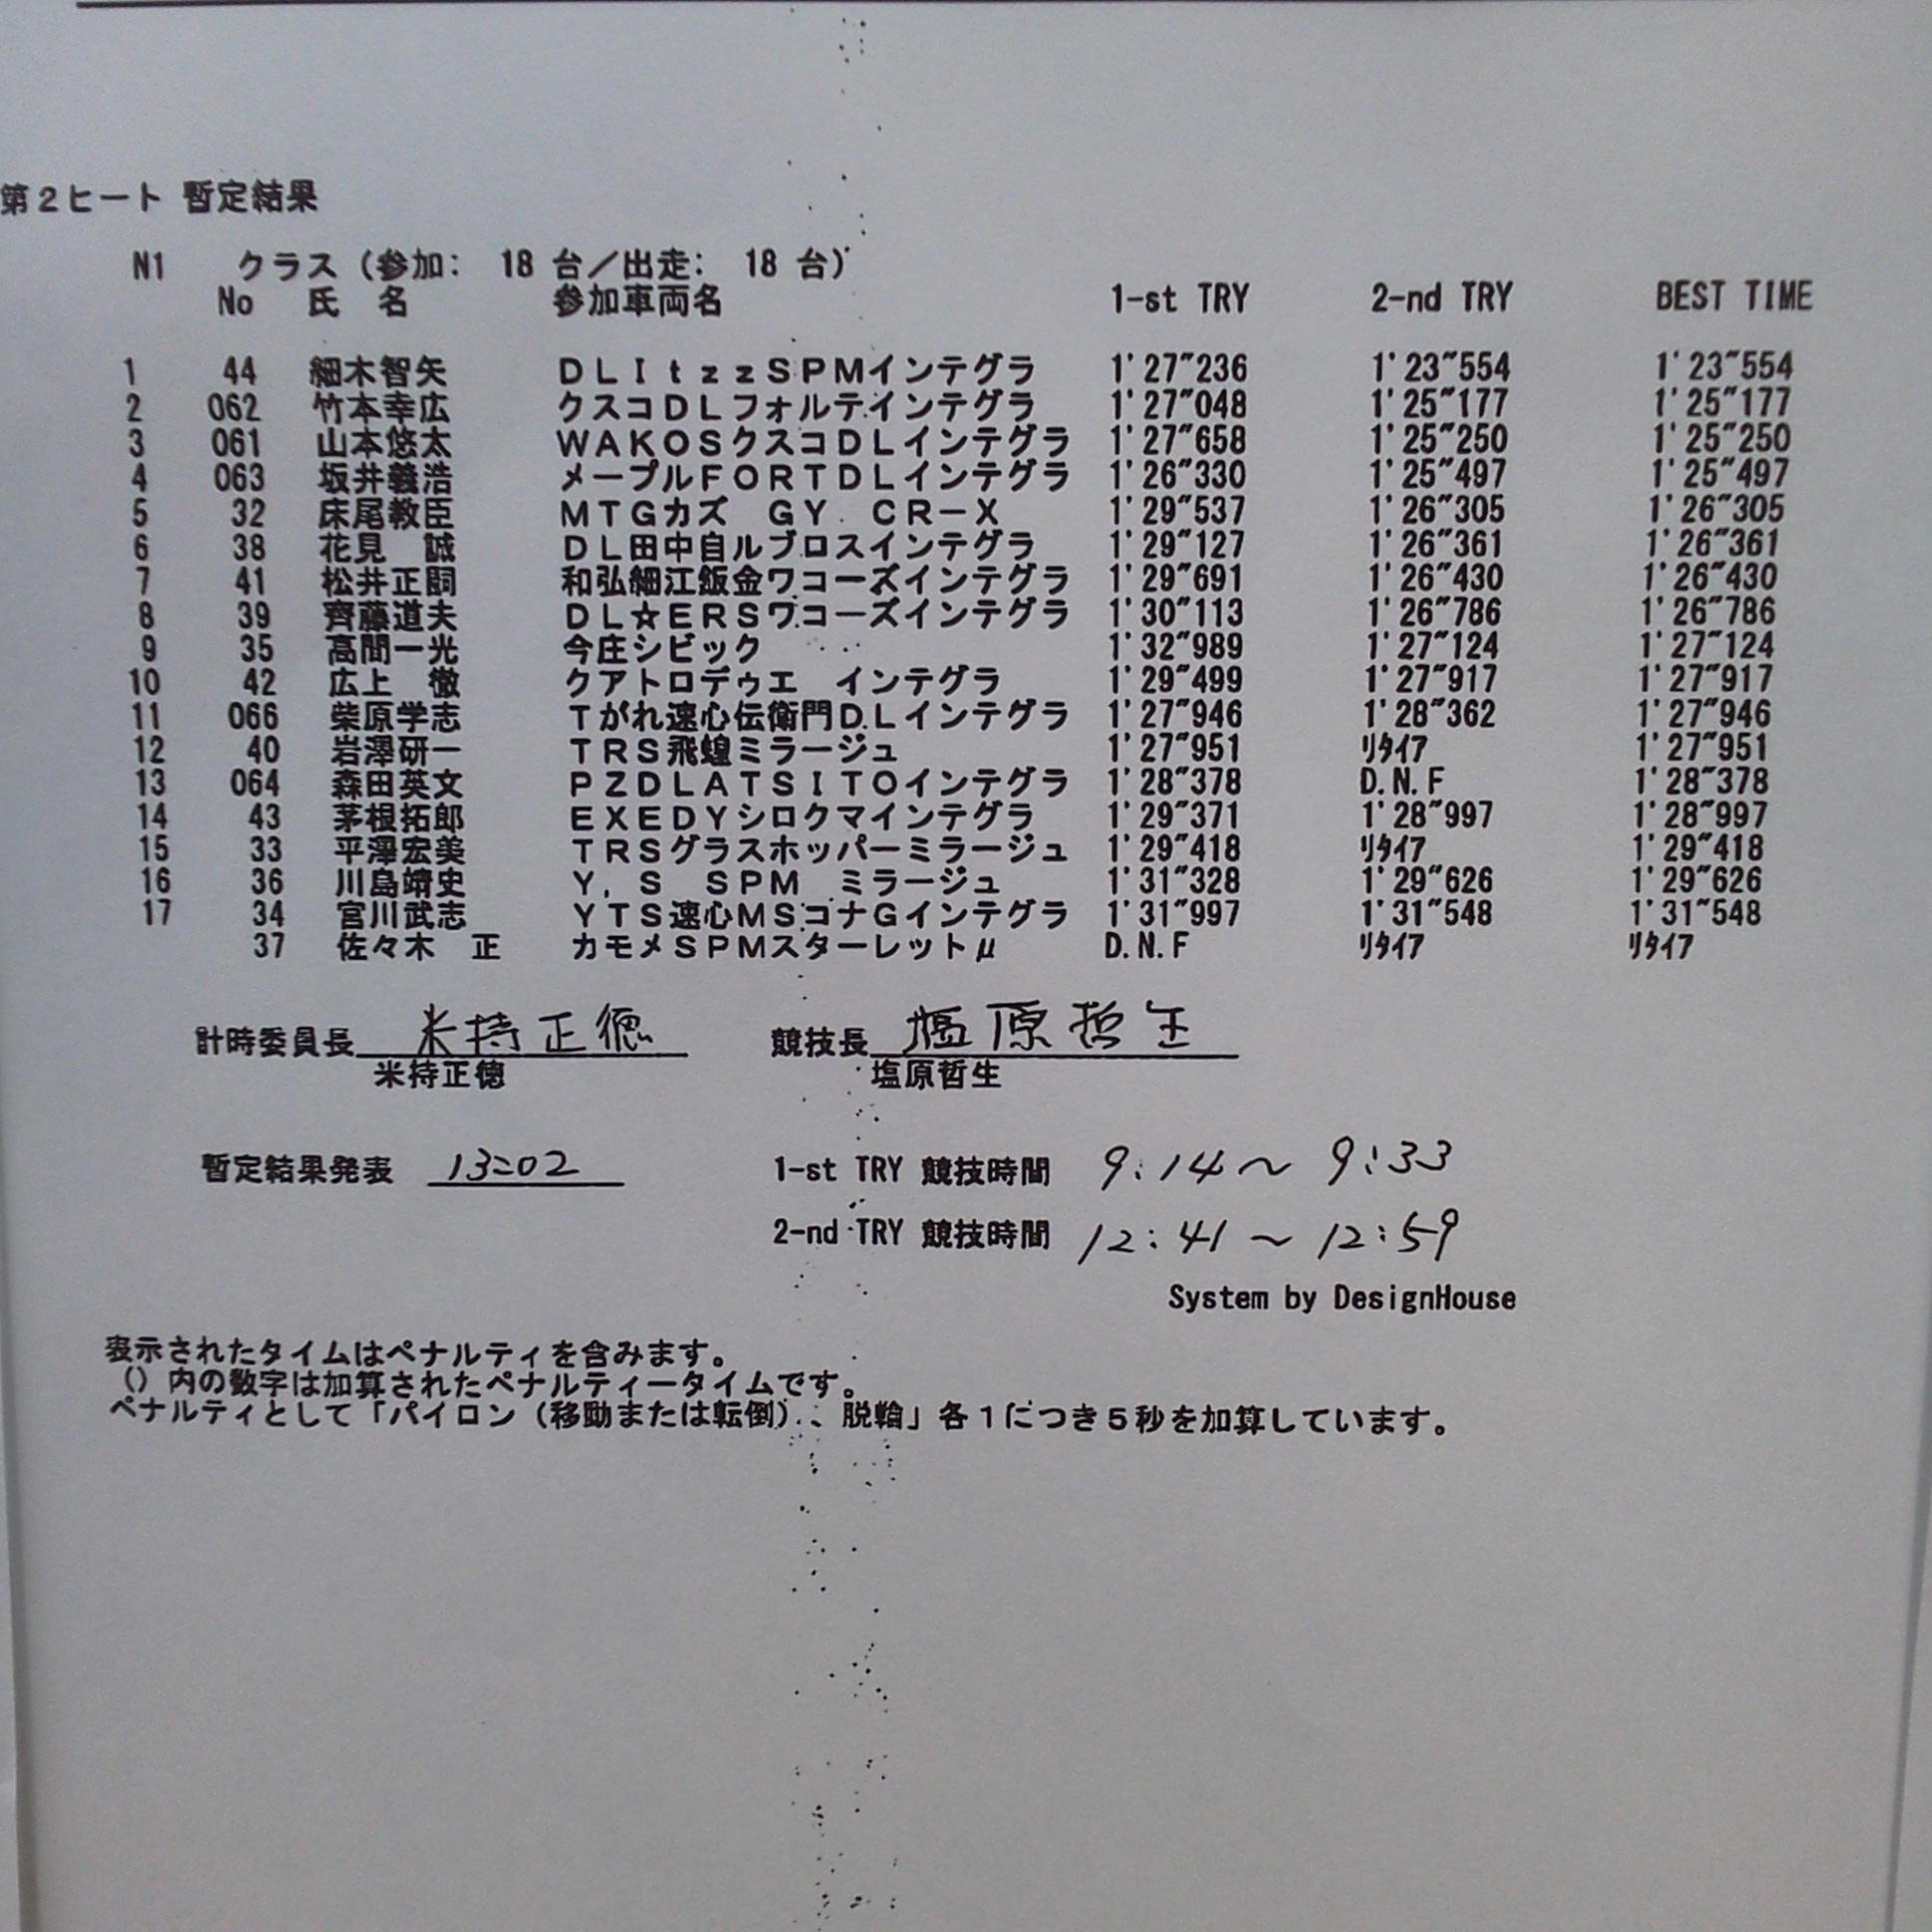 第２ヒート 暫定結果
N1 クラス（参加： 18 台／出走： 18 台）
No 氏 名 参加車両名 1-st TRY 2-nd TRY BEST TIME
1 44 細木智矢 ＤＬＩｔｚｚＳＰＭインテグラ 1'27"236 1'23"554 1'23"554
2 062 竹本幸広 クスコＤＬフォルテインテグラ 1'27"048 1'25"177 1'25"177
3 061 山本悠太 ＷＡＫＯＳクスコＤＬインテグラ 1'27"658 1'25"250 1'25"250
4 063 坂井義浩 メープルＦＯＲＴＤＬインテグラ 1'26"330 1'25"497 1'25"497
5 32 床尾教臣 ＭＴＧカズ　ＧＹ　ＣＲ－Ｘ 1'29"537 1'26"305 1'26"305
6 38 花見　誠 ＤＬ田中自ルブロスインテグラ 1'29"127 1'26"361 1'26"361
7 41 松井正詞 和弘細江鈑金ワコーズインテグラ 1'29"691 1'26"430 1'26"430
8 39 齊藤道夫 ＤＬ☆ＥＲＳワコーズインテグラ 1'30"113 1'26"786 1'26"786
9 35 高間一光 今庄シビック 1'32"989 1'27"124 1'27"124
10 42 広上　徹 クアトロデゥエ　インテグラ 1'29"499 1'27"917 1'27"917
11 066 柴原学志 Ｔがれ速心伝衛門ＤＬインテグラ 1'27"946 1'28"362 1'27"946
12 40 岩澤研一 ＴＲＳ飛蝗ミラージュ 1'27"951 ﾘﾀｲｱ 1'27"951
13 064 森田英文 ＰＺＤＬＡＴＳＩＴＯインテグラ 1'28"378 D.N.F 1'28"378
14 43 茅根拓郎 ＥＸＥＤＹシロクマインテグラ 1'29"371 1'28"997 1'28"997
15 33 平澤宏美 ＴＲＳグラスホッパーミラージュ 1'29"418 ﾘﾀｲｱ 1'29"418
16 36 川島靖史 Ｙ，Ｓ　ＳＰＭ　ミラージュ 1'31"328 1'29"626 1'29"626
17 34 宮川武志 ＹＴＳ速心ＭＳコナＧインテグラ 1'31"997 1'31"548 1'31"548
37 佐々木　正 カモメＳＰＭスターレットμ D.N.F ﾘﾀｲｱ ﾘﾀｲｱ
計時委員長 米持正徳 競技長 塩原哲生
米持正徳 塩原哲生
暫定結果発表 13:02 1-st TRY 競技時間 9:14～9:33
2-nd TRY 競技時間 12:41～12:59
System by DesignHouse
表示されたタイムはペナルティを含みます。
（）内の数字は加算されたペナルティータイムです。
ペナルティとして「パイロン（移動または転倒）、脱輪」各１につき５秒を加算しています。